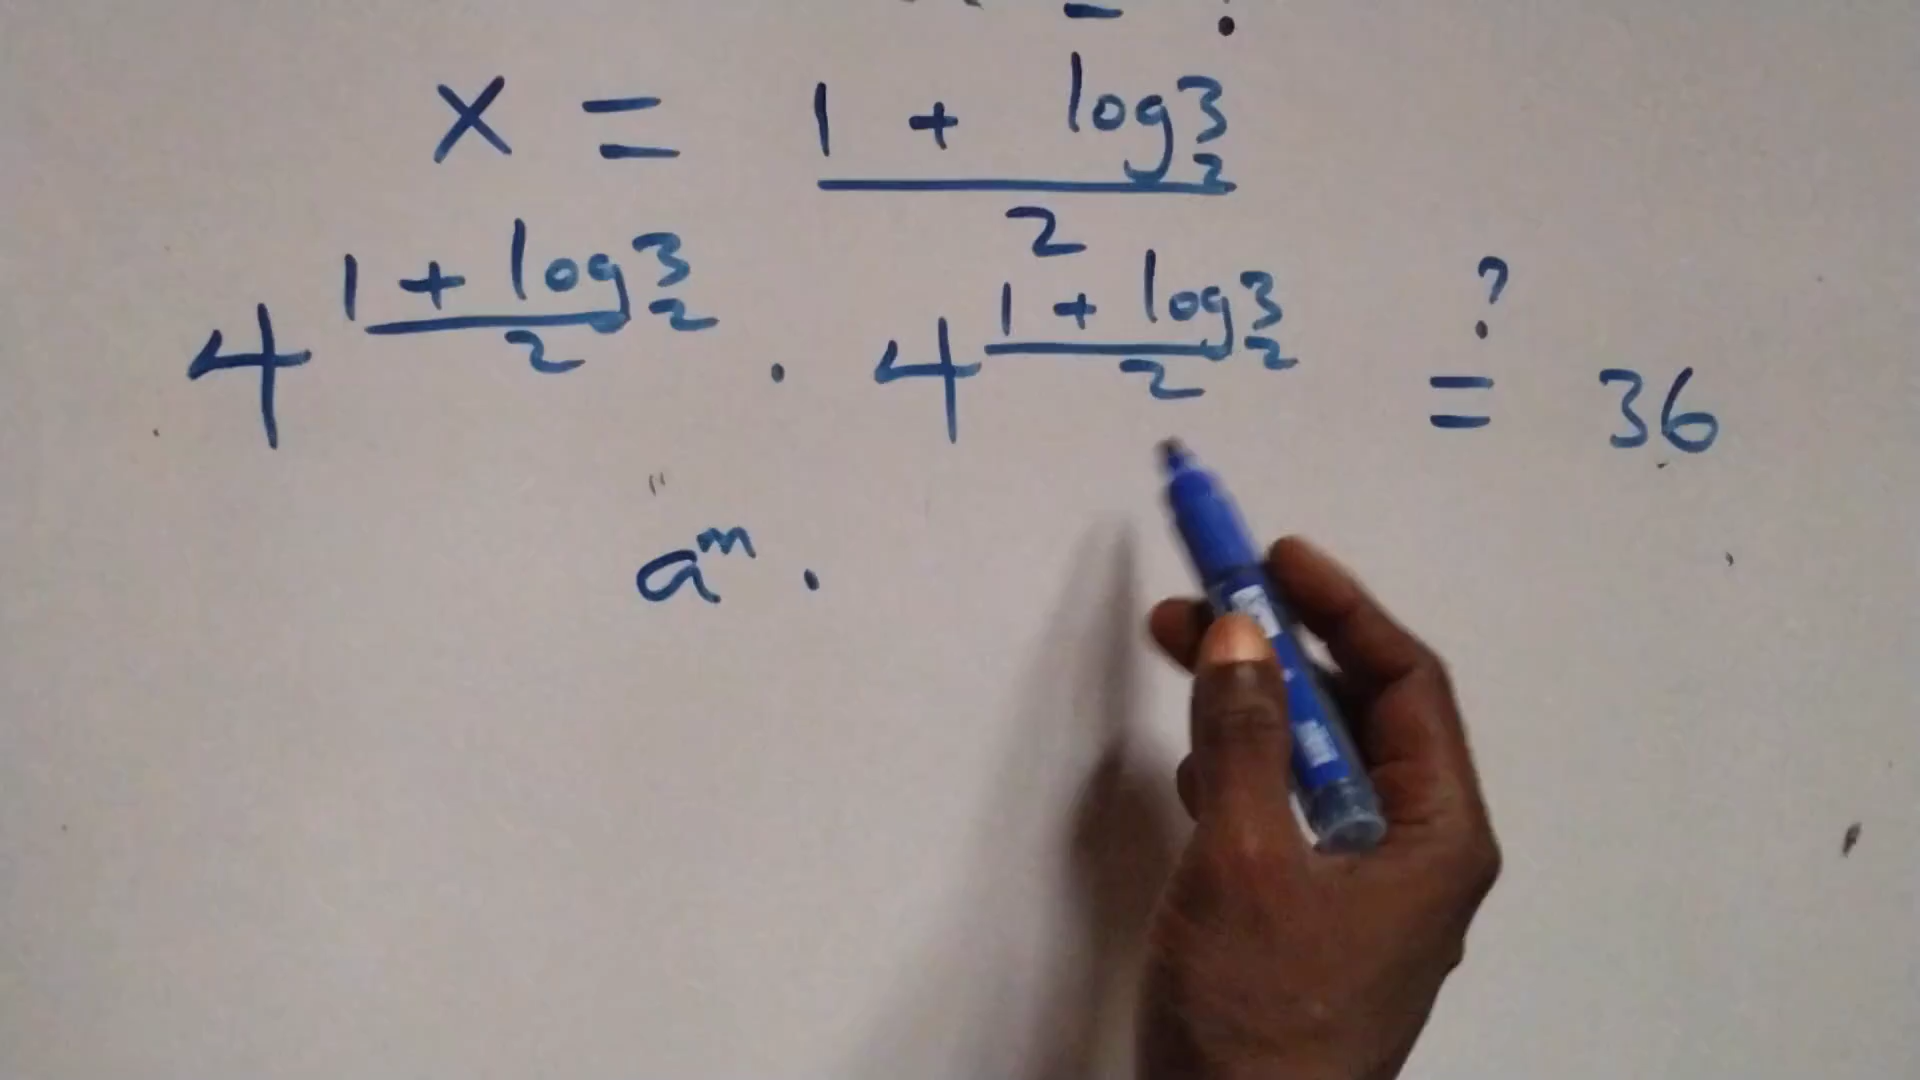 = ?
x = (1 + log₂3)/2
4^((1 + log₂3)/2) · 4^((1 + log₂3)/2) =? 36
aᵐ ·